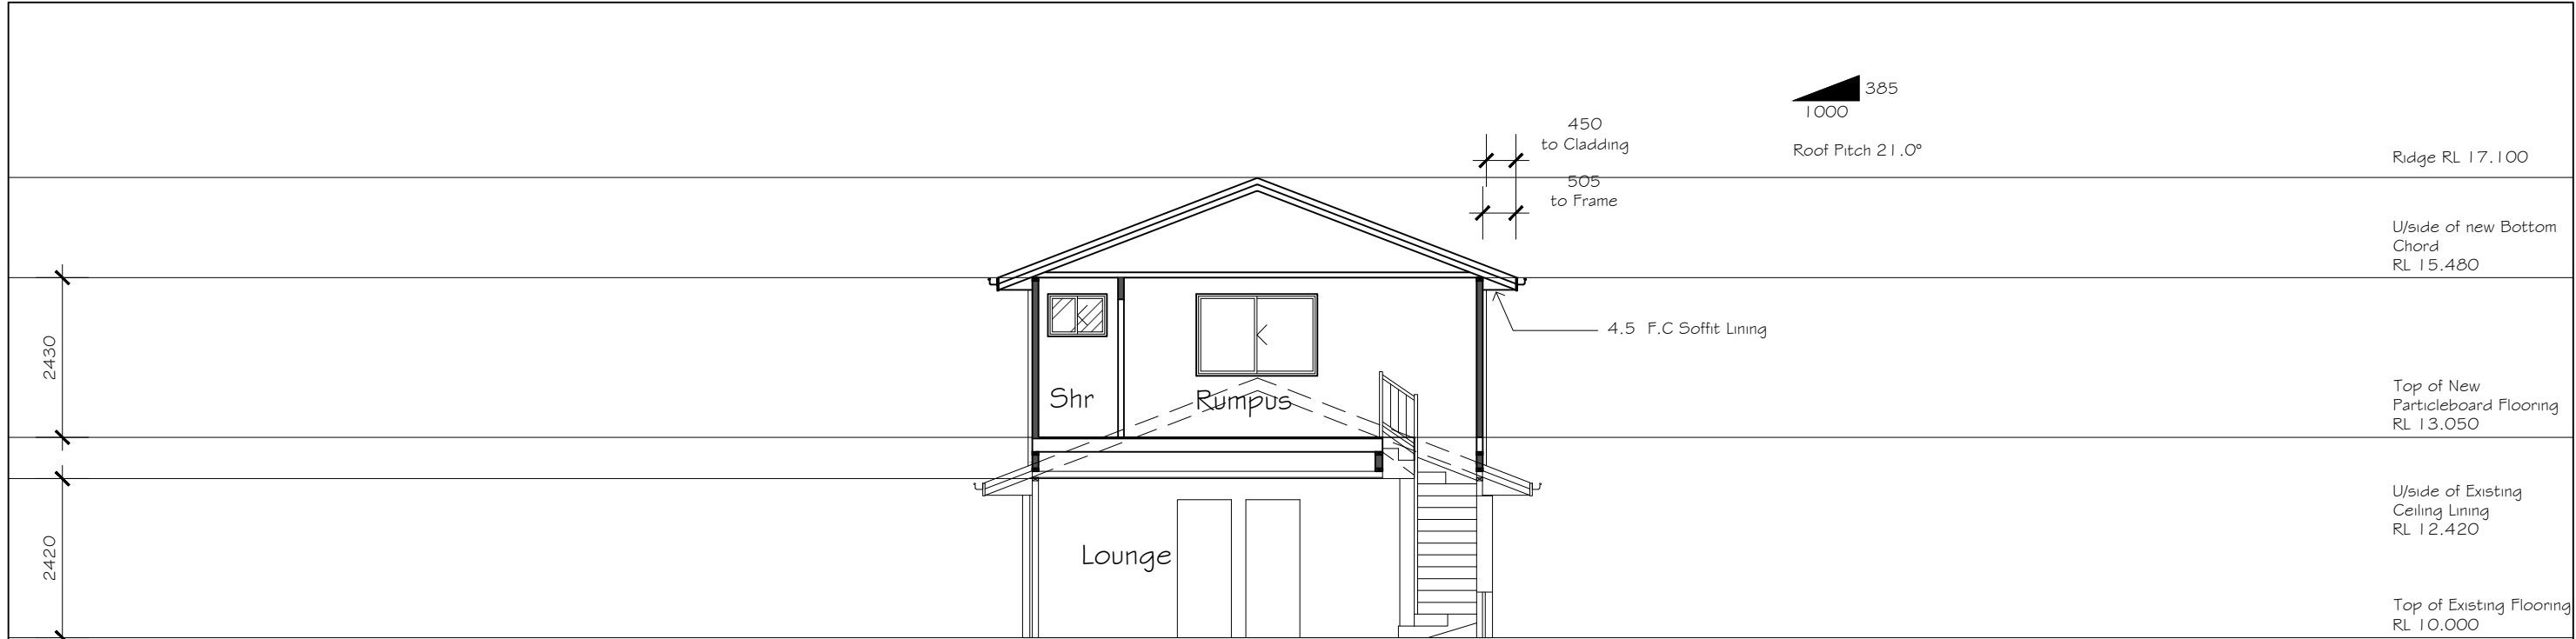 385
1000
450
to Cladding
Roof Pitch 21.0°
Ridge RL 17.100
505
to Frame
U/side of new Bottom
Chord
RL 15.480
4.5 F.C Soffit Lining
2430
Shr
Rumpus
Top of New
Particleboard Flooring
RL 13.050
U/side of Existing
Ceiling Lining
RL 12.420
2420
Lounge
Top of Existing Flooring
RL 10.000